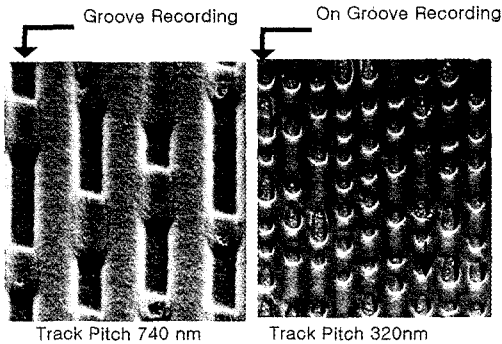 Groove Recording
On Groove Recording
Track Pitch 740 nm
Track Pitch 320nm